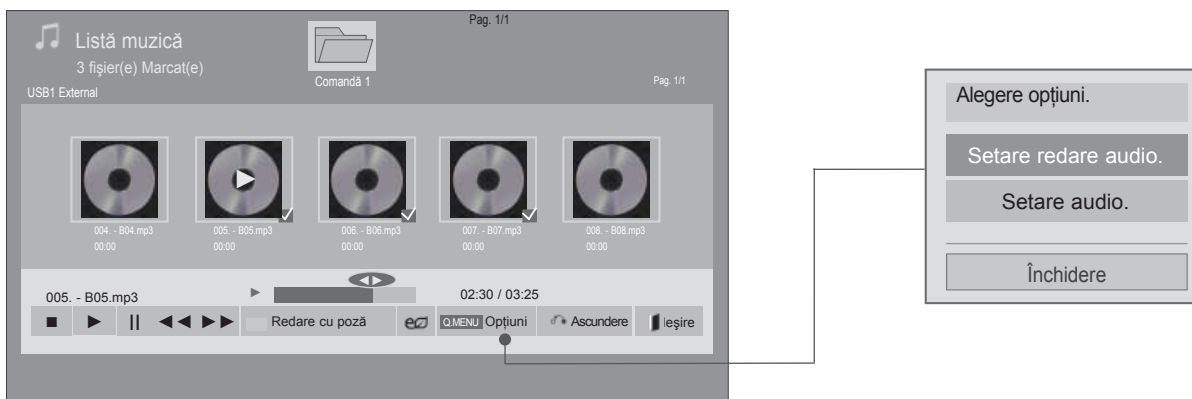 Pag. 1/1
Listă muzică
3 fişier(e) Marcat(e)
Comandă 1
Pag. 1/1
USB1 External
004. - B04.mp3
00:00
005. - B05.mp3
00:00
006. - B06.mp3
00:00
007. - B07.mp3
00:00
008. - B08.mp3
00:00
005. - B05.mp3
02:30 / 03:25
Redare cu poză
Q.MENU Opţiuni
Ascundere
Ieşire
Alegere opţiuni.
Setare redare audio.
Setare audio.
Închidere